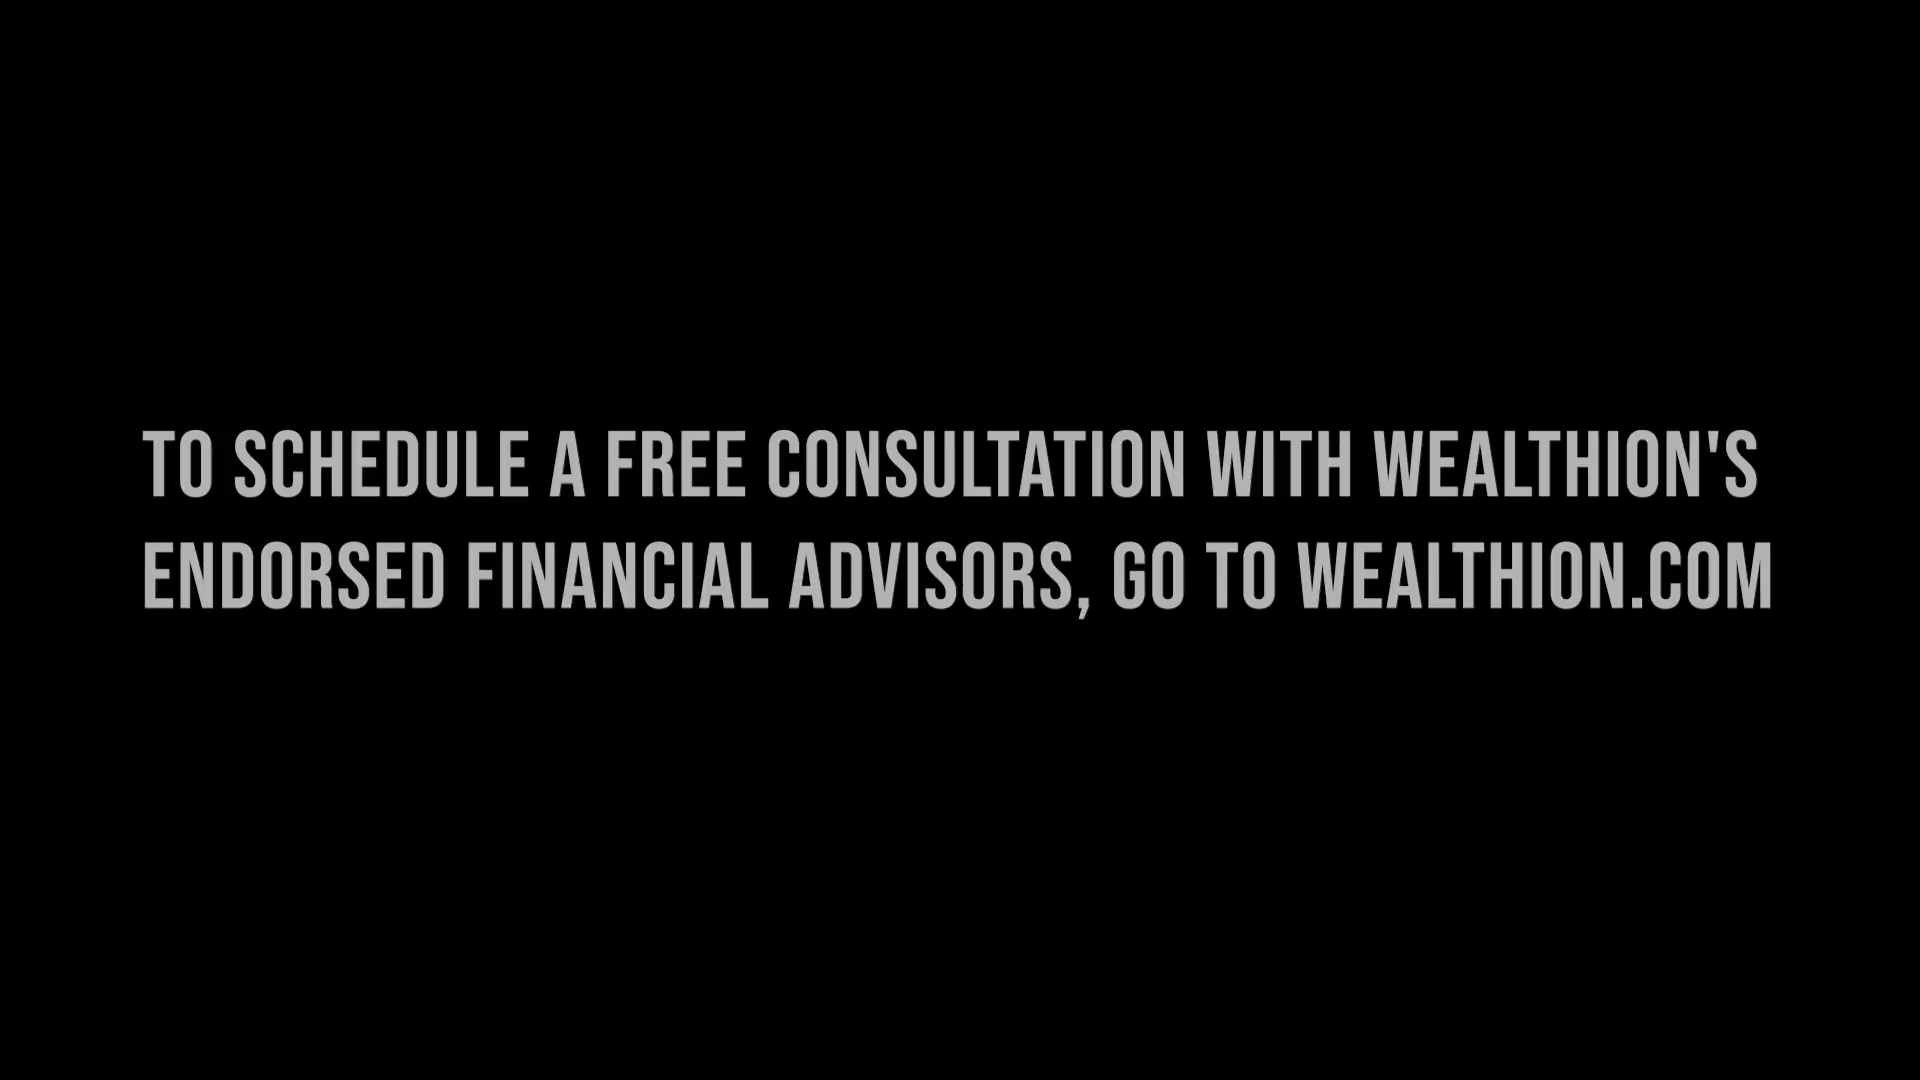 TO SCHEDULE A FREE CONSULTATION WITH WEALTHION'S
ENDORSED FINANCIAL ADVISORS, GO TO WEALTHION.COM